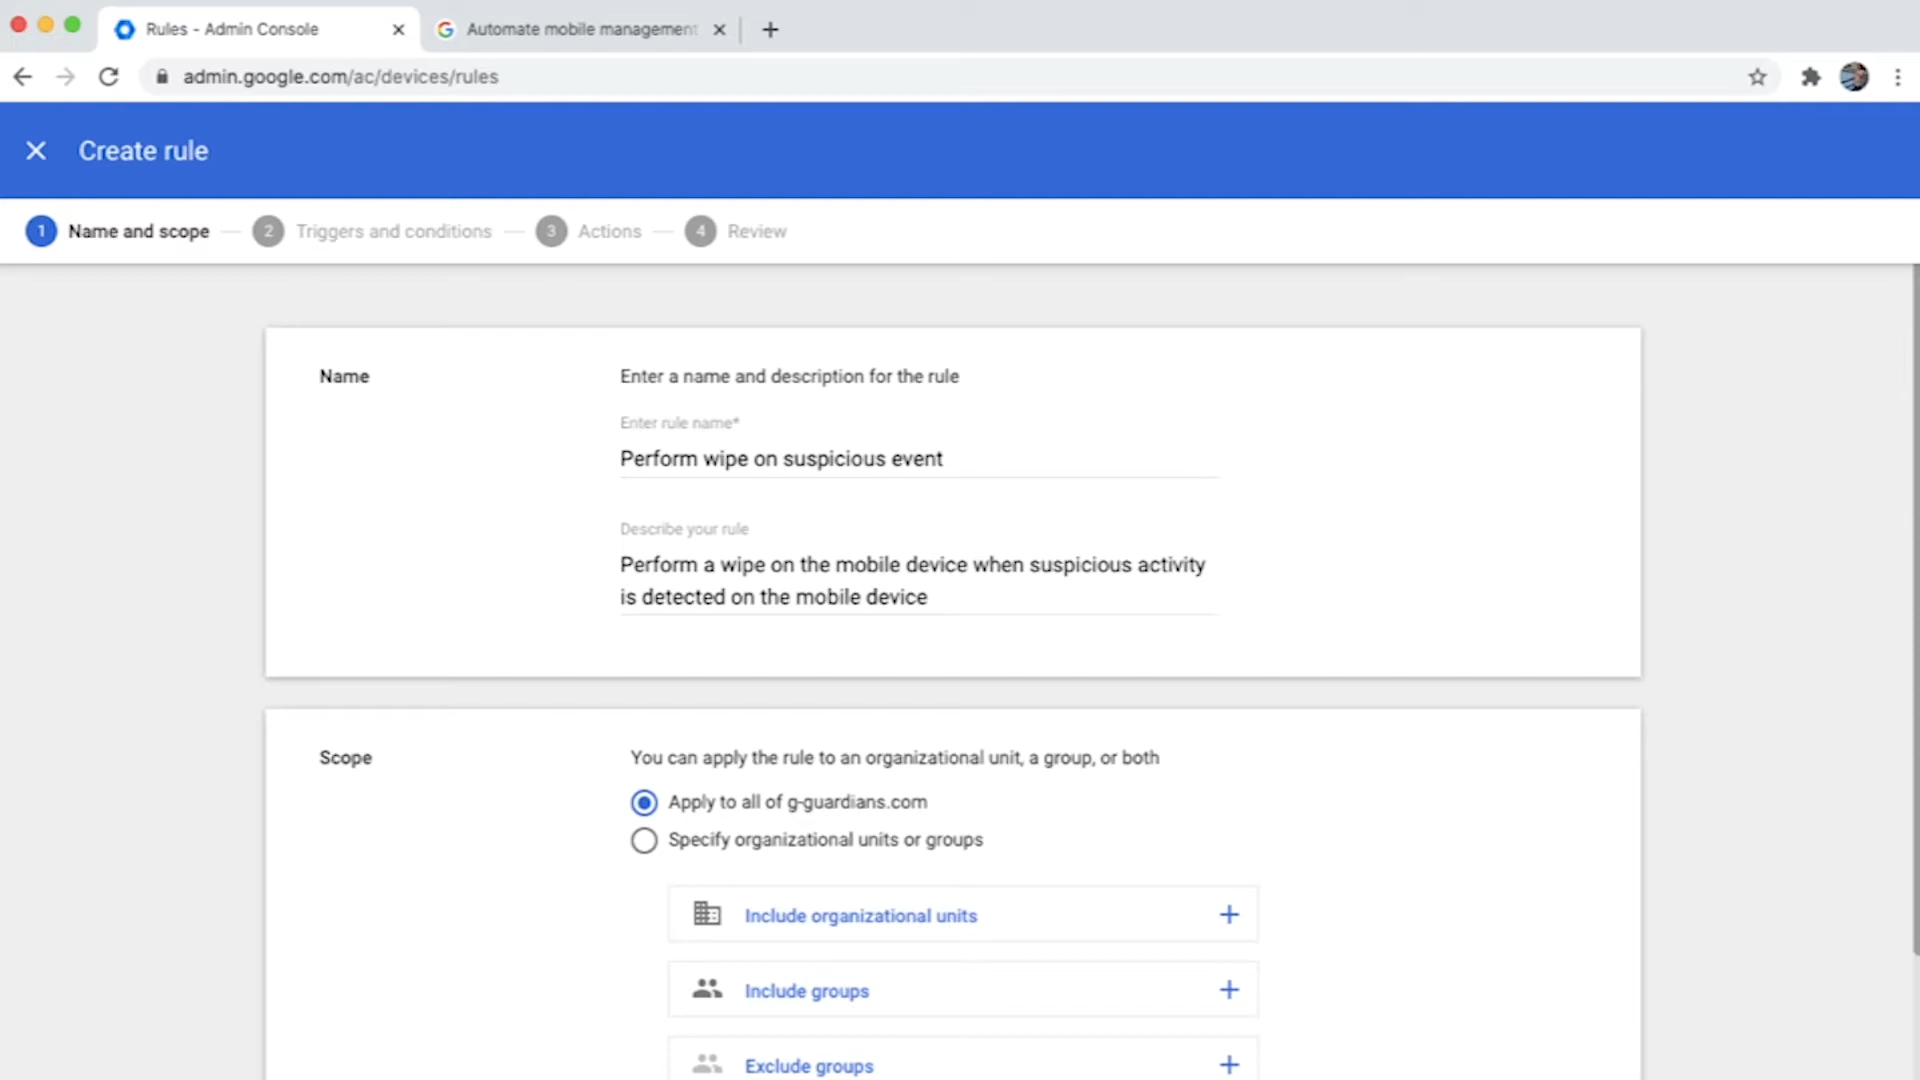 Rules - Admin Console
Automate mobile management
admin.google.com/ac/devices/rules
Create rule
1 Name and scope 2 Triggers and conditions 3 Actions 4 Review
Name
Enter a name and description for the rule
Enter rule name*
Perform wipe on suspicious event
Describe your rule
Perform a wipe on the mobile device when suspicious activity
is detected on the mobile device
Scope
You can apply the rule to an organizational unit, a group, or both
Apply to all of g-guardians.com
Specify organizational units or groups
Include organizational units
Include groups
Exclude groups